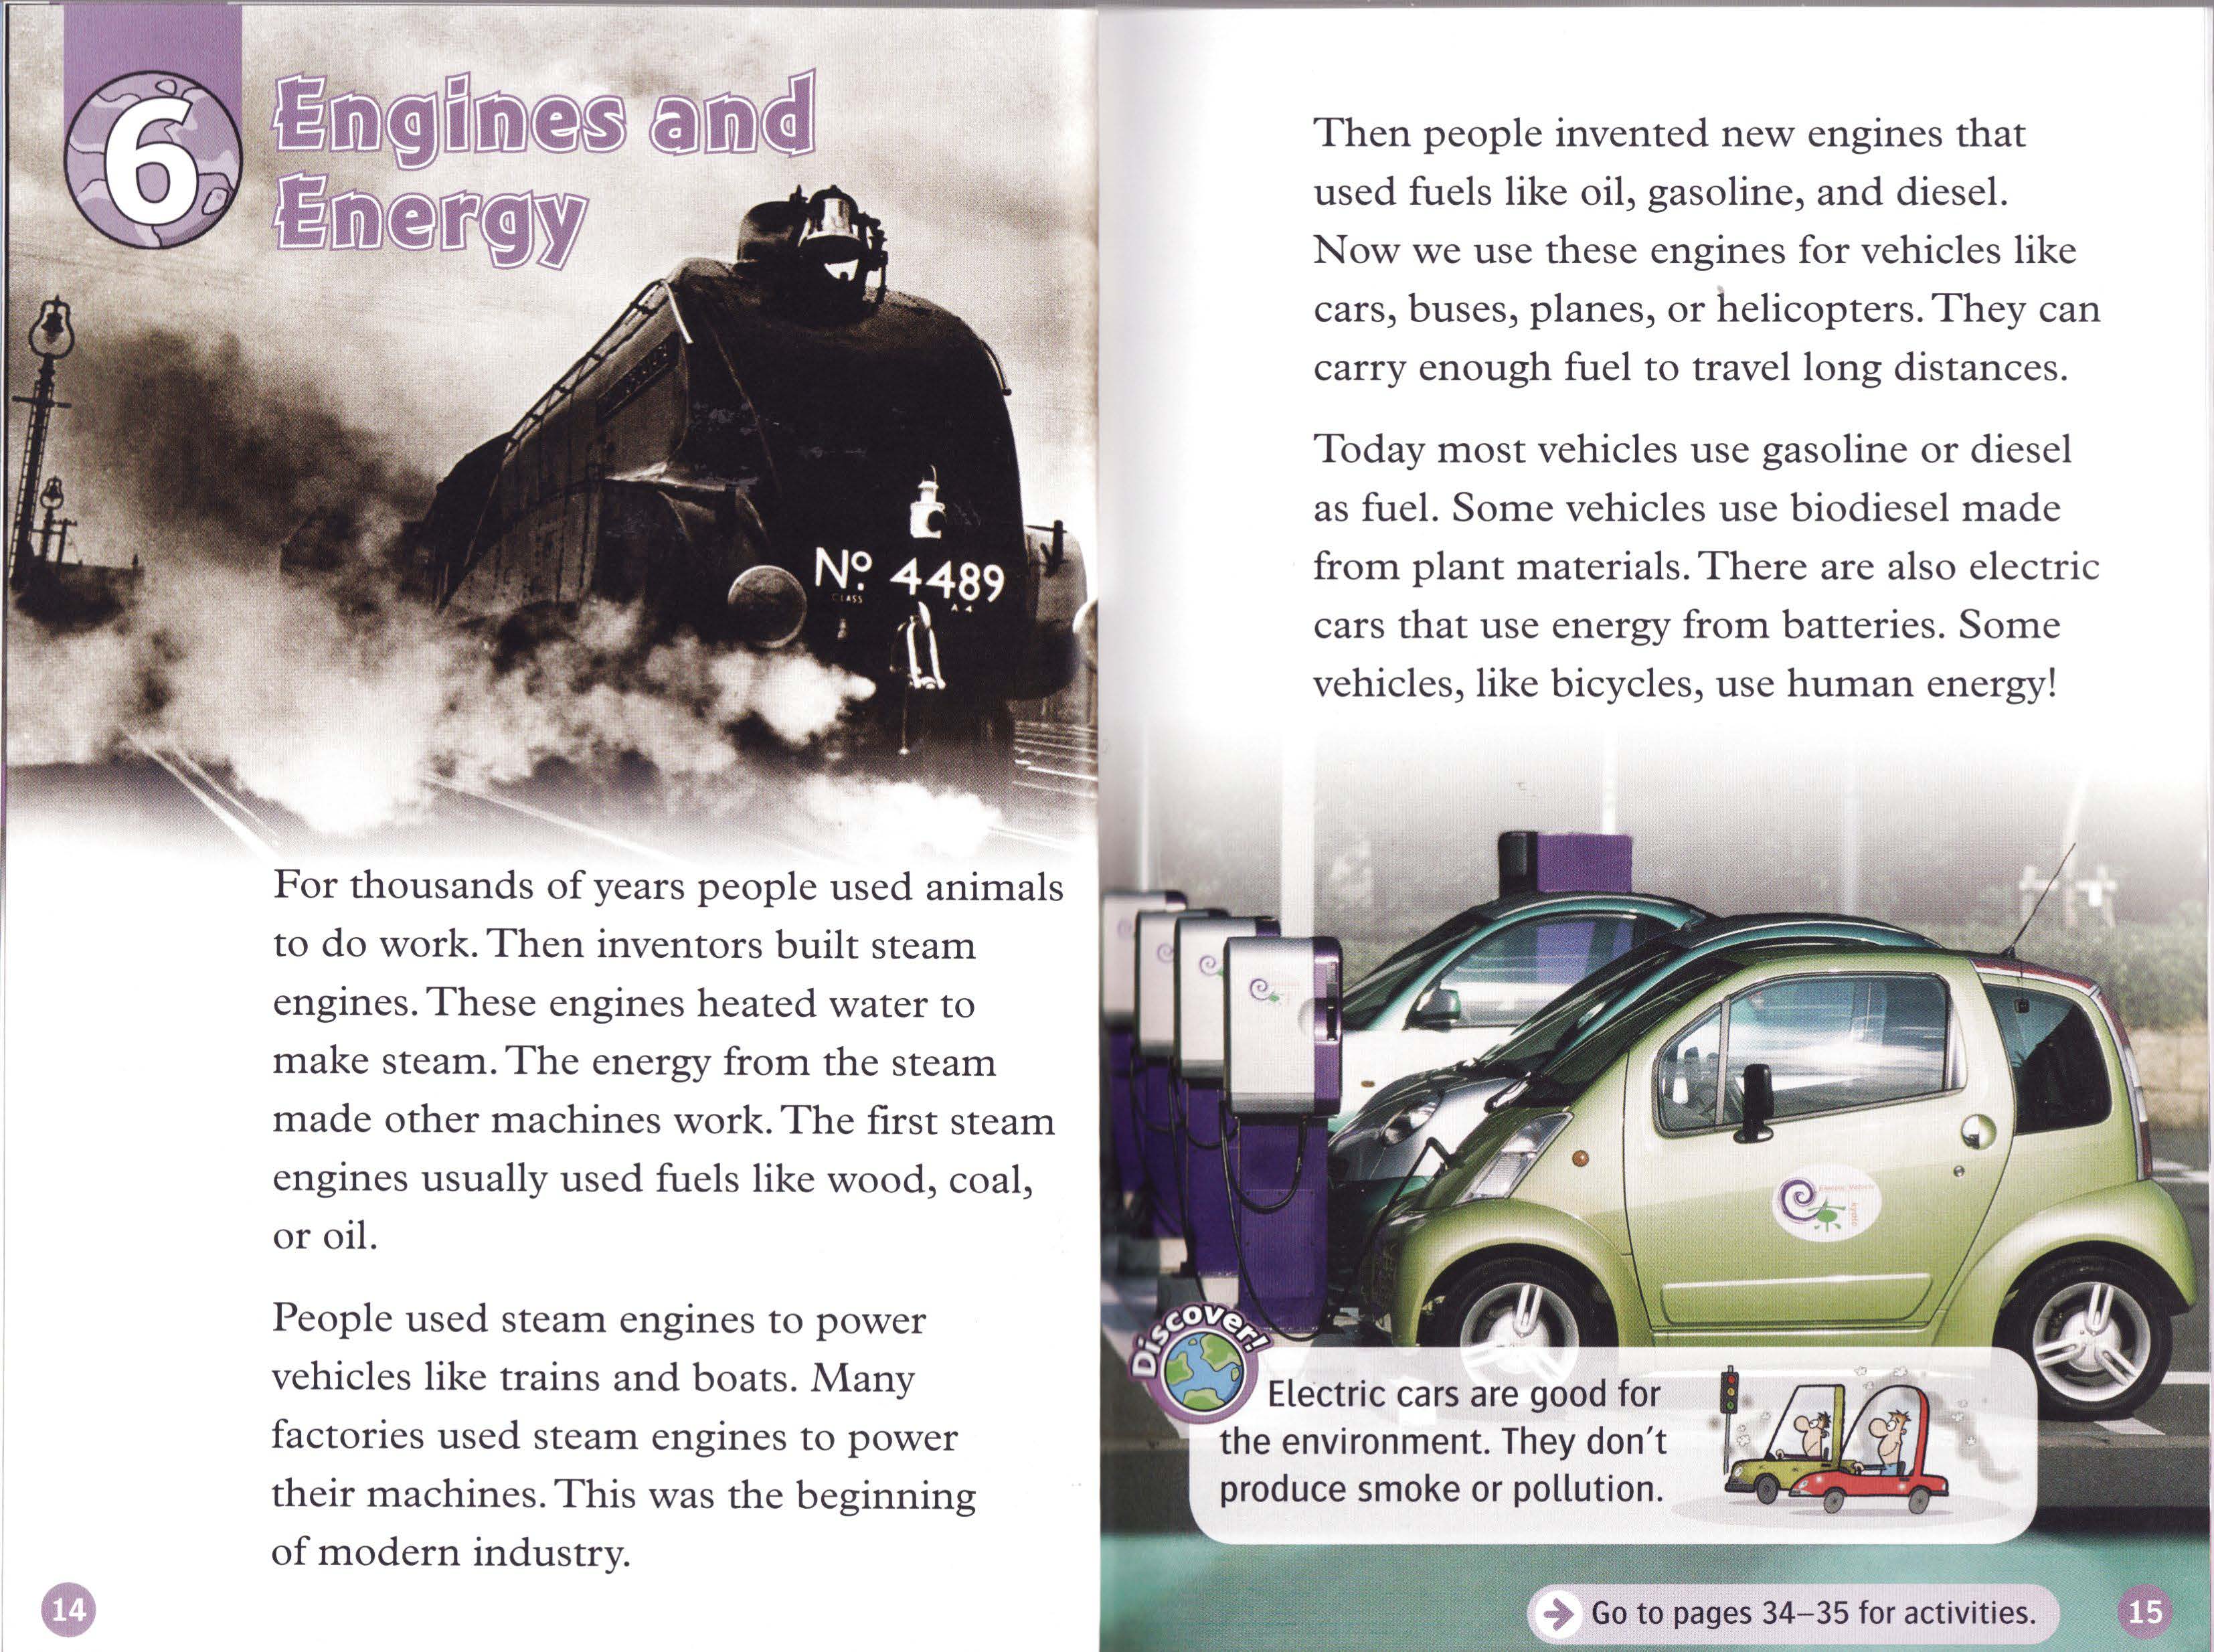 6
Engines and
Energy
Nº. 4489
CLASS
A 4
For thousands of years people used animals
to do work. Then inventors built steam
engines. These engines heated water to
make steam. The energy from the steam
made other machines work. The first steam
engines usually used fuels like wood, coal,
or oil.
People used steam engines to power
vehicles like trains and boats. Many
factories used steam engines to power
their machines. This was the beginning
of modern industry.
14
Then people invented new engines that
used fuels like oil, gasoline, and diesel.
Now we use these engines for vehicles like
cars, buses, planes, or helicopters. They can
carry enough fuel to travel long distances.
Today most vehicles use gasoline or diesel
as fuel. Some vehicles use biodiesel made
from plant materials. There are also electric
cars that use energy from batteries. Some
vehicles, like bicycles, use human energy!
Electric Vehicle
kyoto
Discover!
Electric cars are good for
the environment. They don't
produce smoke or pollution.
Go to pages 34–35 for activities.
15